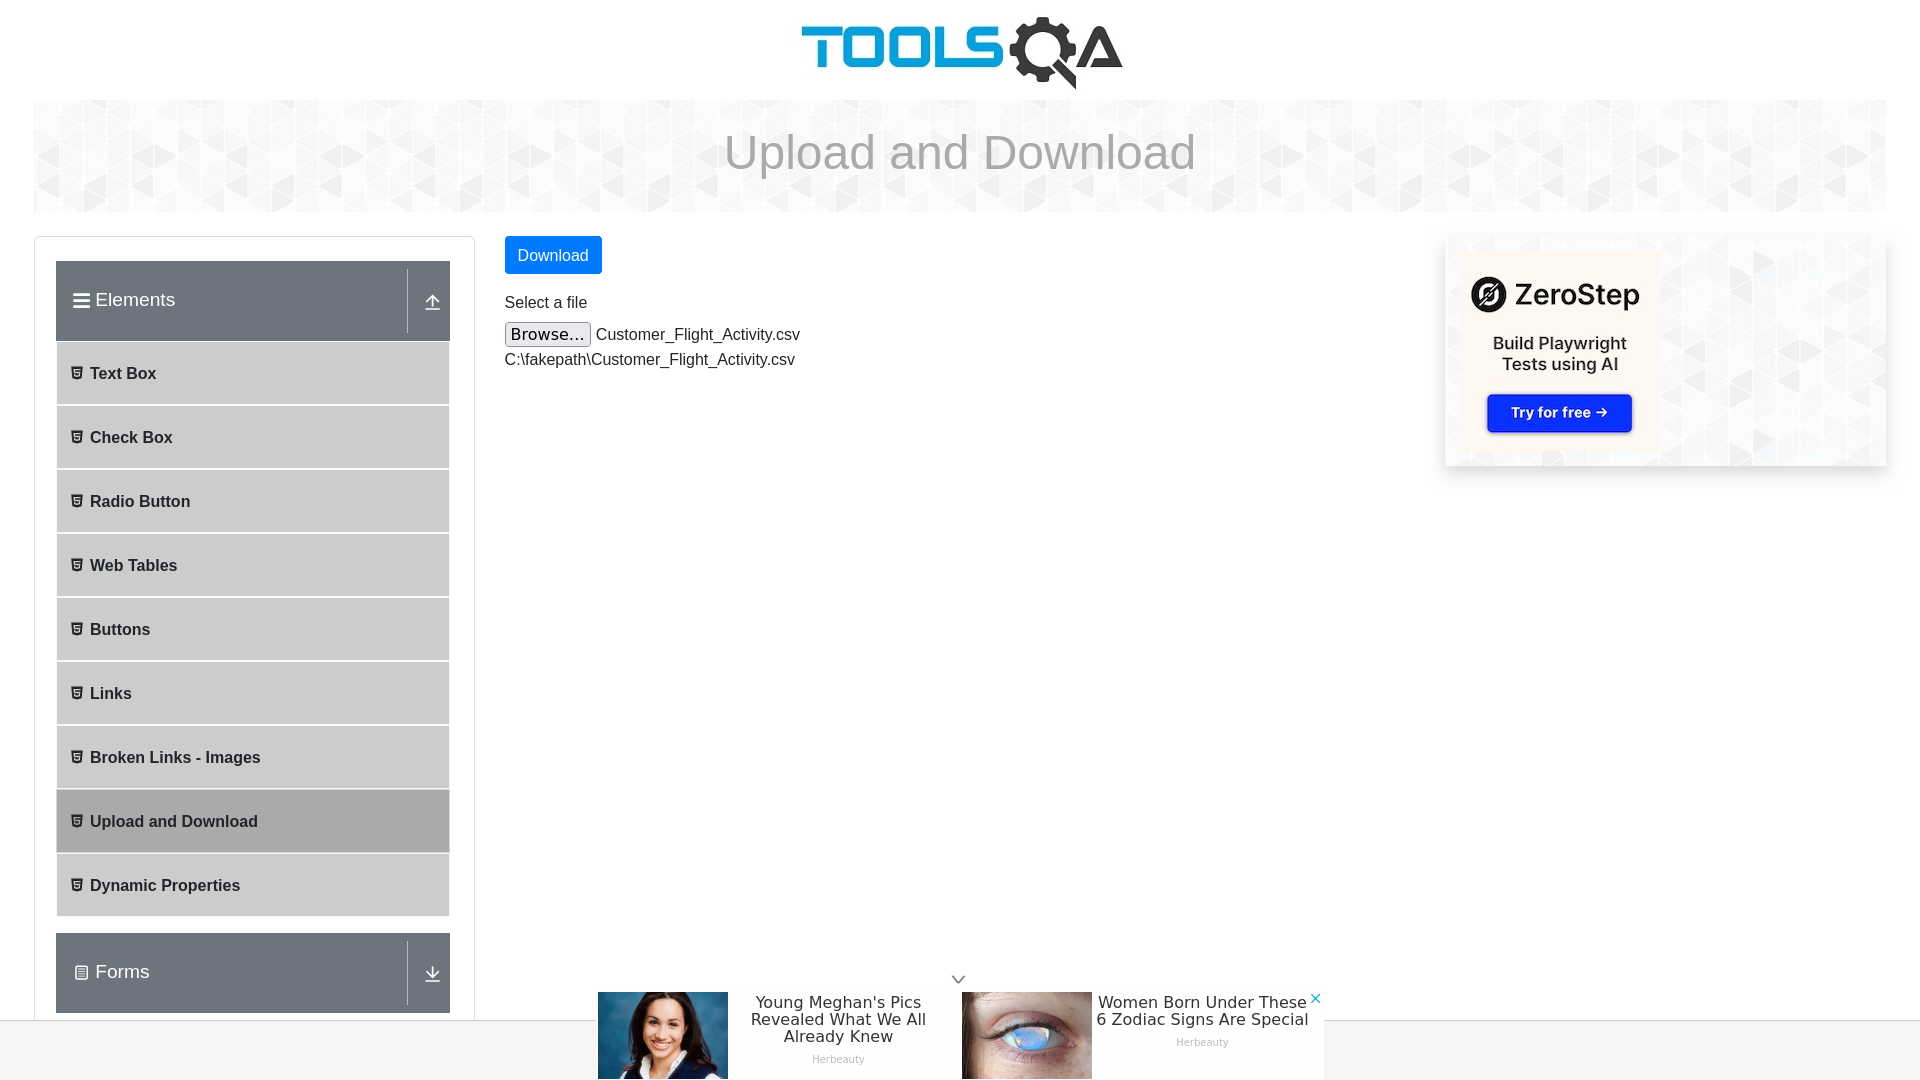 TOOLSQA
Upload and Download
Elements
Text Box
Check Box
Radio Button
Web Tables
Buttons
Links
Broken Links - Images
Upload and Download
Dynamic Properties
Forms
Download
Select a file
Browse... Customer_Flight_Activity.csv
C:\fakepath\Customer_Flight_Activity.csv
ZeroStep
Build Playwright
Tests using AI
Try for free →
Young Meghan's Pics
Revealed What We All
Already Knew
Herbeauty
Women Born Under These
6 Zodiac Signs Are Special
Herbeauty